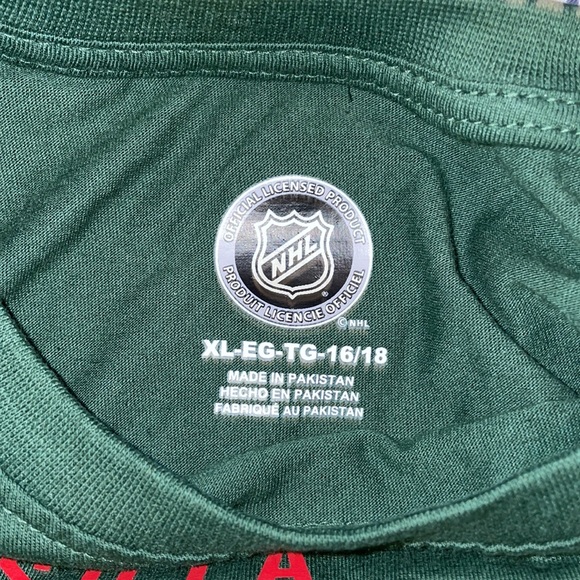 OFFICIAL LICENSED PRODUCT
NHL
®
PRODUIT LICENCIÉ OFFICIEL
© NHL
XL-EG-TG-16/18
MADE IN PAKISTAN
HECHO EN PAKISTAN
FABRIQUÉ AU PAKISTAN